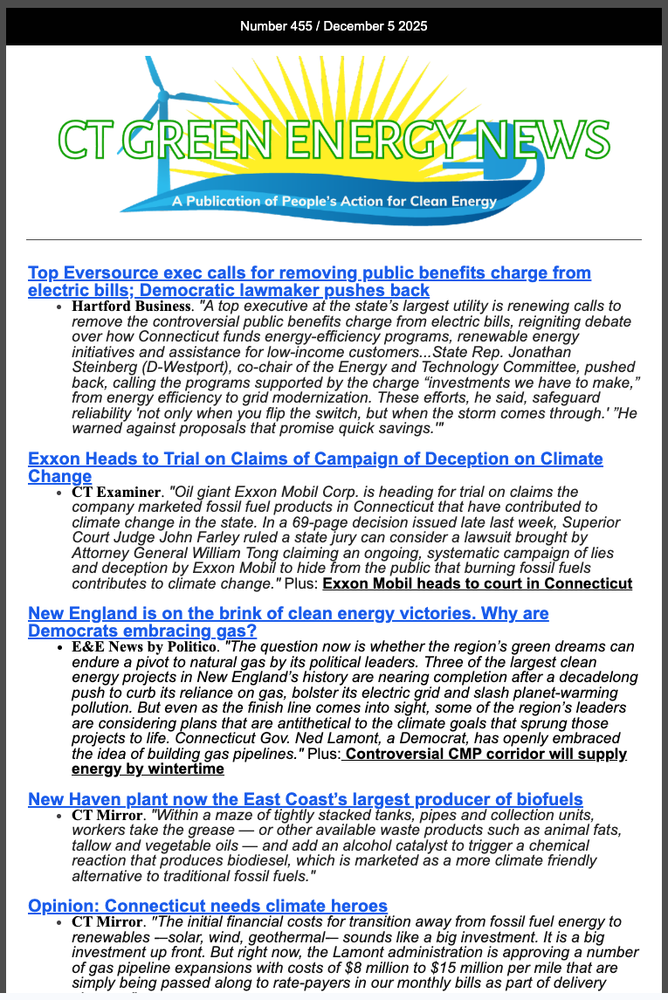 Number 455 / December 5 2025
CT GREEN ENERGY NEWS
A Publication of People's Action for Clean Energy
Top Eversource exec calls for removing public benefits charge from
electric bills; Democratic lawmaker pushes back
• Hartford Business. "A top executive at the state’s largest utility is renewing calls to
remove the controversial public benefits charge from electric bills, reigniting debate
over how Connecticut funds energy-efficiency programs, renewable energy
initiatives and assistance for low-income customers...State Rep. Jonathan
Steinberg (D-Westport), co-chair of the Energy and Technology Committee, pushed
back, calling the programs supported by the charge “investments we have to make,”
from energy efficiency to grid modernization. These efforts, he said, safeguard
reliability 'not only when you flip the switch, but when the storm comes through.' ”He
warned against proposals that promise quick savings.'"
Exxon Heads to Trial on Claims of Campaign of Deception on Climate
Change
• CT Examiner. "Oil giant Exxon Mobil Corp. is heading for trial on claims the
company marketed fossil fuel products in Connecticut that have contributed to
climate change in the state. In a 69-page decision issued late last week, Superior
Court Judge John Farley ruled a state jury can consider a lawsuit brought by
Attorney General William Tong claiming an ongoing, systematic campaign of lies
and deception by Exxon Mobil to hide from the public that burning fossil fuels
contributes to climate change." Plus: Exxon Mobil heads to court in Connecticut
New England is on the brink of clean energy victories. Why are
Democrats embracing gas?
• E&E News by Politico. "The question now is whether the region’s green dreams can
endure a pivot to natural gas by its political leaders. Three of the largest clean
energy projects in New England’s history are nearing completion after a decadelong
push to curb its reliance on gas, bolster its electric grid and slash planet-warming
pollution. But even as the finish line comes into sight, some of the region’s leaders
are considering plans that are antithetical to the climate goals that sprung those
projects to life. Connecticut Gov. Ned Lamont, a Democrat, has openly embraced
the idea of building gas pipelines." Plus: Controversial CMP corridor will supply
energy by wintertime
New Haven plant now the East Coast’s largest producer of biofuels
• CT Mirror. "Within a maze of tightly stacked tanks, pipes and collection units,
workers take the grease — or other available waste products such as animal fats,
tallow and vegetable oils — and add an alcohol catalyst to trigger a chemical
reaction that produces biodiesel, which is marketed as a more climate friendly
alternative to traditional fossil fuels."
Opinion: Connecticut needs climate heroes
• CT Mirror. "The initial financial costs for transition away from fossil fuel energy to
renewables -–solar, wind, geothermal-– sounds like a big investment. It is a big
investment up front. But right now, the Lamont administration is approving a number
of gas pipeline expansions with costs of $8 million to $15 million per mile that are
simply being passed along to rate-payers in our monthly bills as part of delivery